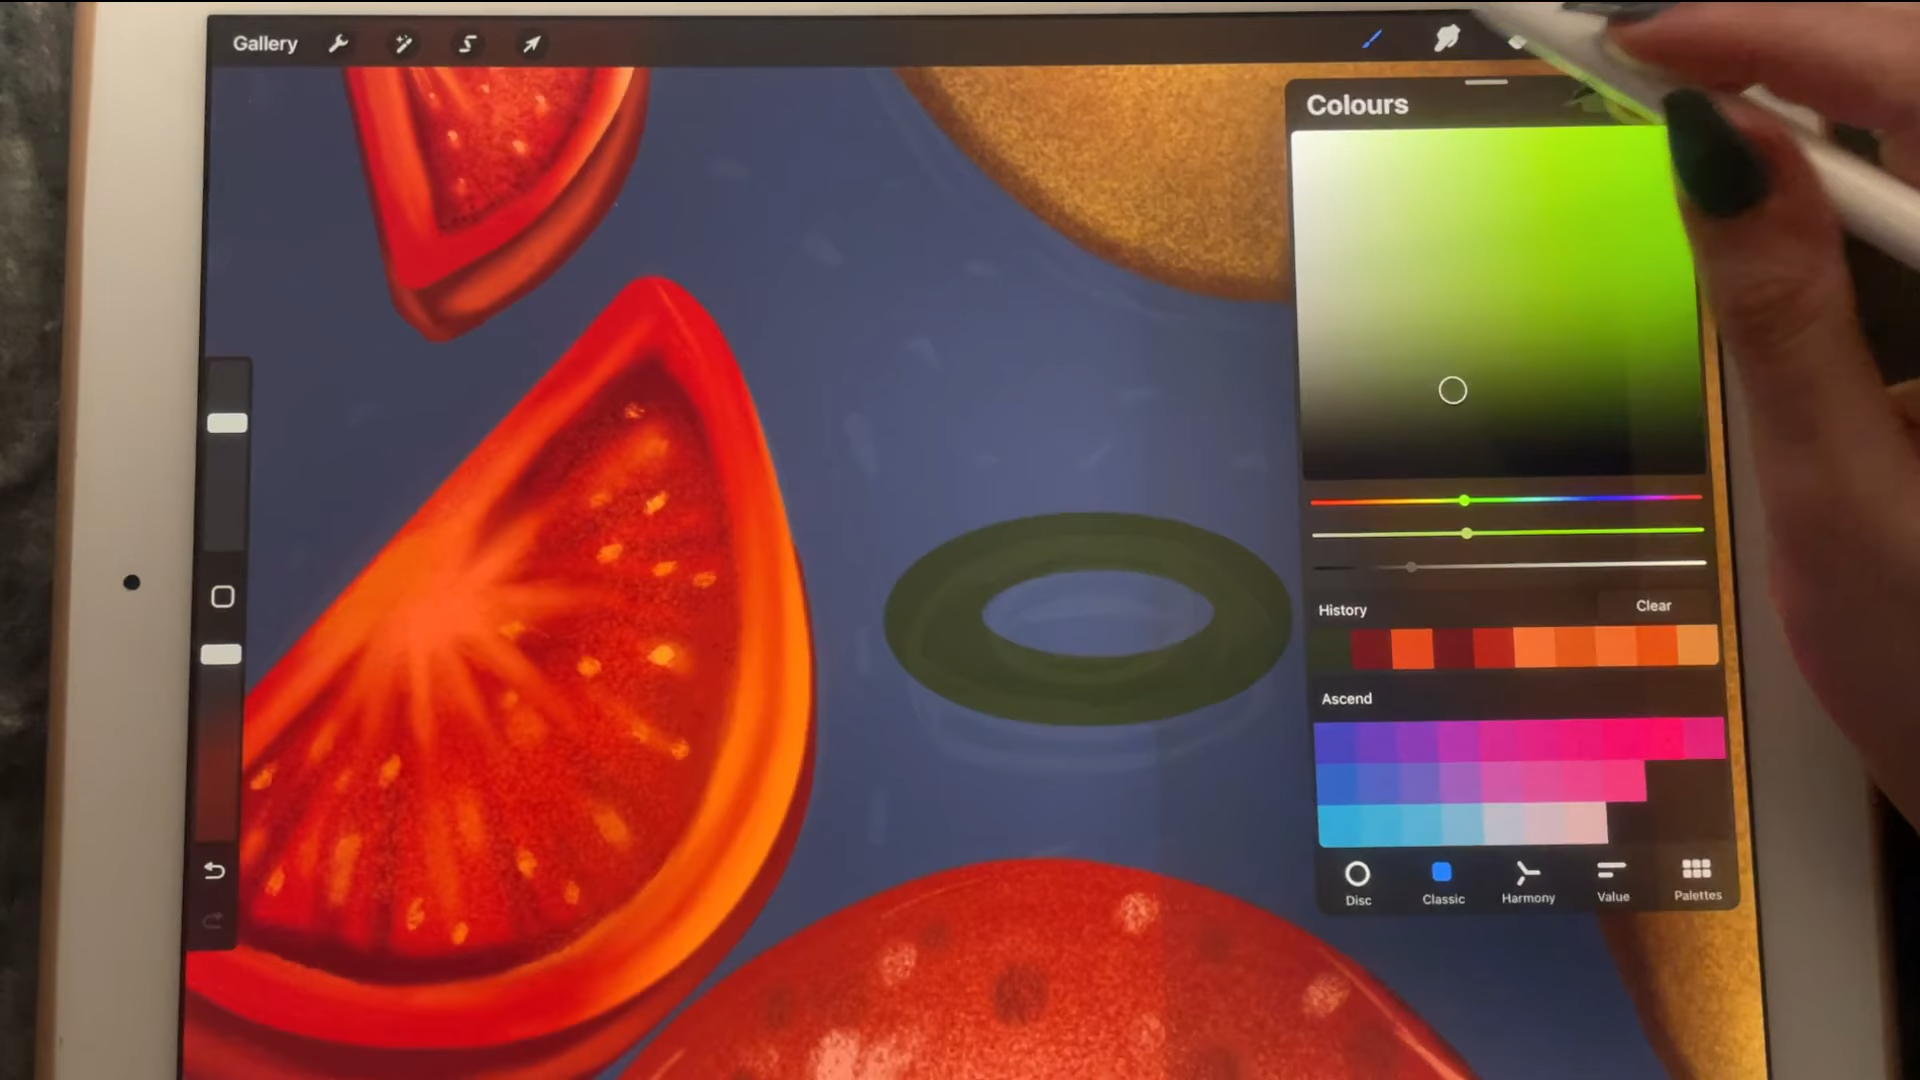 Gallery
Colours
History
Clear
Ascend
Disc
Classic
Harmony
Value
Palettes